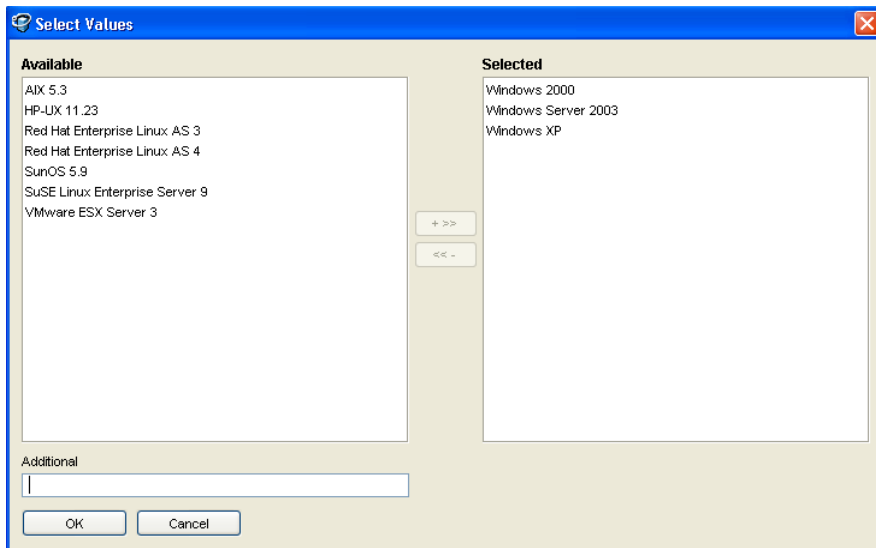 Select Values
Available
AIX 5.3
HP-UX 11.23
Red Hat Enterprise Linux AS 3
Red Hat Enterprise Linux AS 4
SunOS 5.9
SuSE Linux Enterprise Server 9
VMware ESX Server 3
+ >>
<< -
Selected
Windows 2000
Windows Server 2003
Windows XP
Additional
OK
Cancel